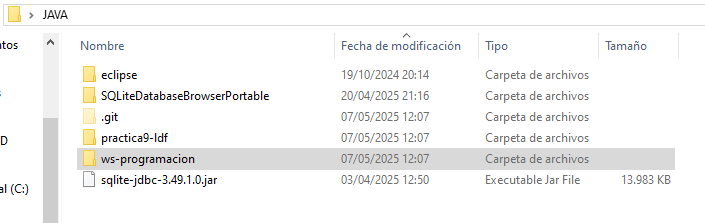 JAVA
ntos
Nombre Fecha de modificación Tipo Tamaño
eclipse 19/10/2024 20:14 Carpeta de archivos
SQLiteDatabaseBrowserPortable 20/04/2025 21:16 Carpeta de archivos
.git 07/05/2025 12:07 Carpeta de archivos
D practica9-ldf 07/05/2025 12:07 Carpeta de archivos
ws-programacion 07/05/2025 12:07 Carpeta de archivos
al (C:) sqlite-jdbc-3.49.1.0.jar 03/04/2025 12:50 Executable Jar File 13.983 KB